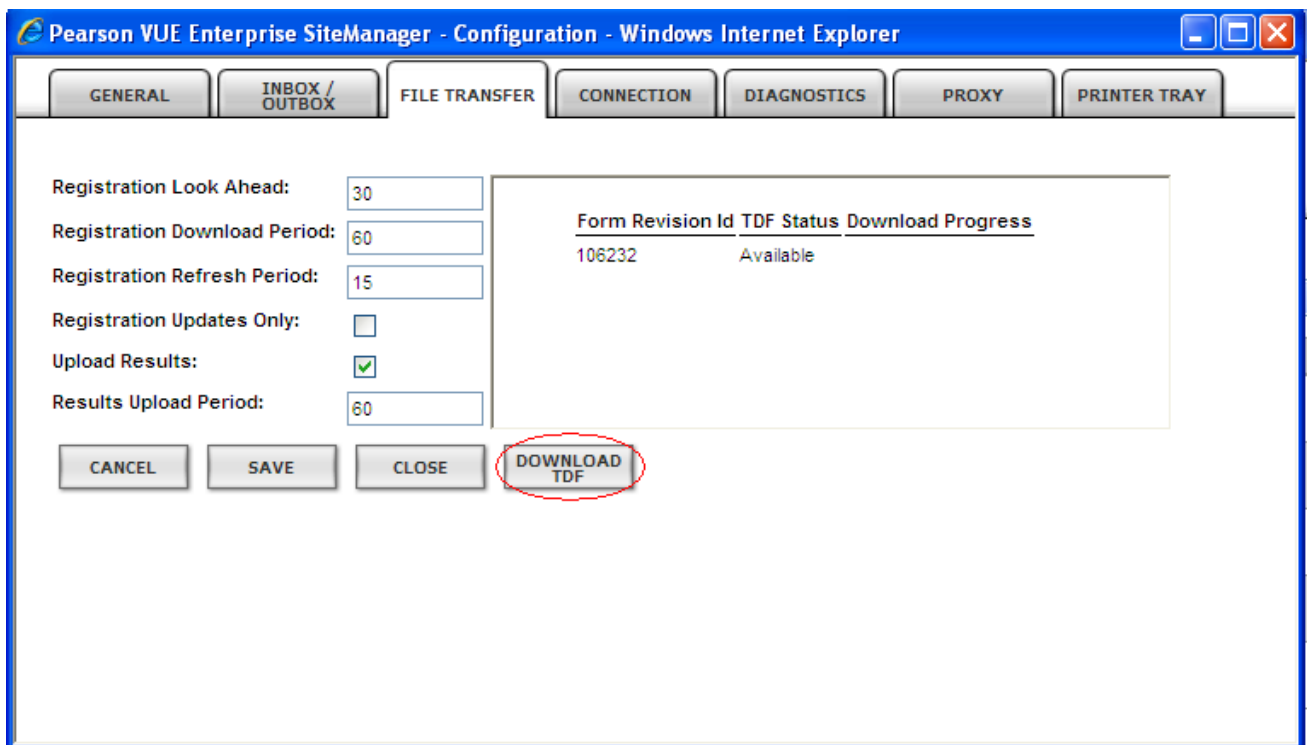 Pearson VUE Enterprise SiteManager - Configuration - Windows Internet Explorer
GENERAL
INBOX /
OUTBOX
FILE TRANSFER
CONNECTION
DIAGNOSTICS
PROXY
PRINTER TRAY
Registration Look Ahead: 30
Registration Download Period: 60
Registration Refresh Period: 15
Registration Updates Only:
Upload Results:
Results Upload Period: 60
Form Revision Id TDF Status Download Progress
106232 Available
CANCEL
SAVE
CLOSE
DOWNLOAD
TDF